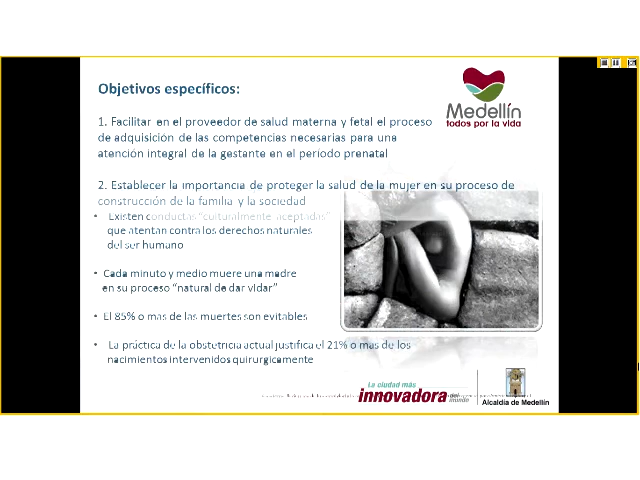 Objetivos específicos:
Medellín
todos por la vida
1. Facilitar en el proveedor de salud materna y fetal el proceso
de adquisición de las competencias necesarias para una
atención integral de la gestante en el período prenatal
2. Establecer la importancia de proteger la salud de la mujer en su proceso de
construcción de la familia y la sociedad
• Existen conductas “culturalmente aceptadas”
que atentan contra los derechos naturales
del ser humano
• Cada minuto y medio muere una madre
en su proceso “natural de dar vidar”
• El 85% o mas de las muertes son evitables
• La práctica de la obstetricia actual justifica el 21% o mas de los
nacimientos intervenidos quirurgicamente
La ciudad más
innovadora del
mundo
Alcaldía de Medellín